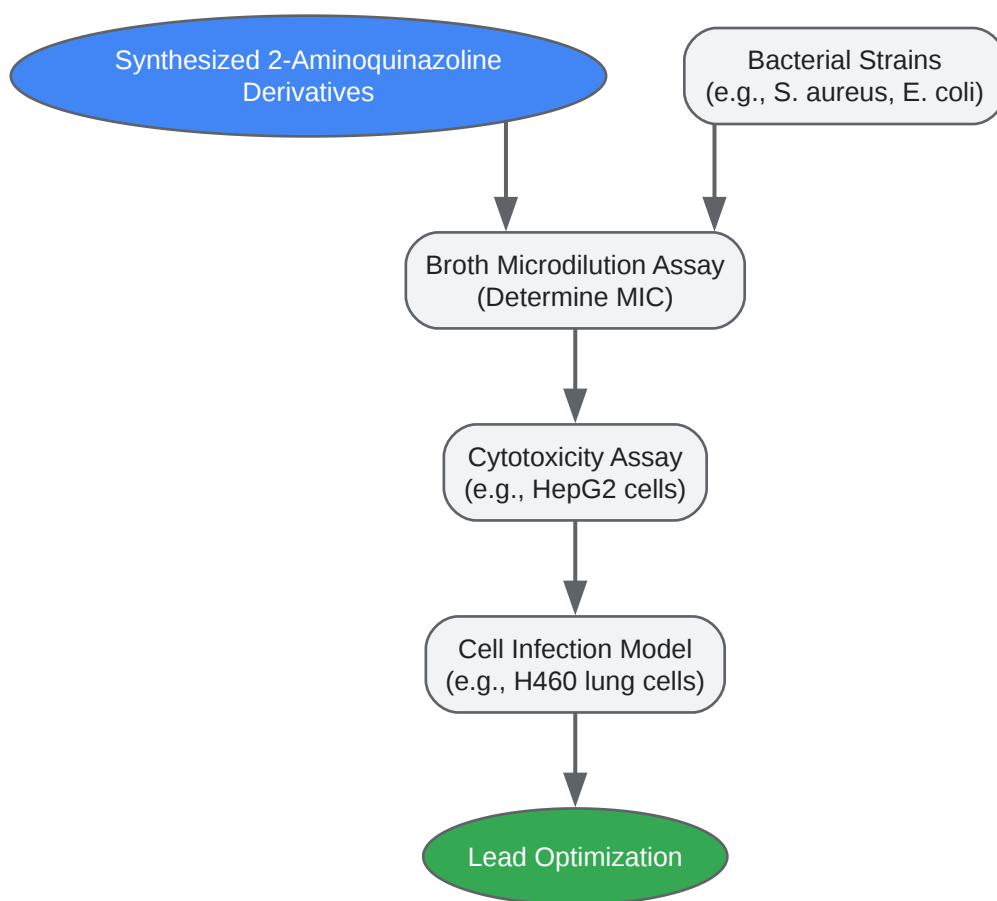 Synthesized 2-Aminoquinazoline
Derivatives
Bacterial Strains
(e.g., S. aureus, E. coli)
Broth Microdilution Assay
(Determine MIC)
Cytotoxicity Assay
(e.g., HepG2 cells)
Cell Infection Model
(e.g., H460 lung cells)
Lead Optimization